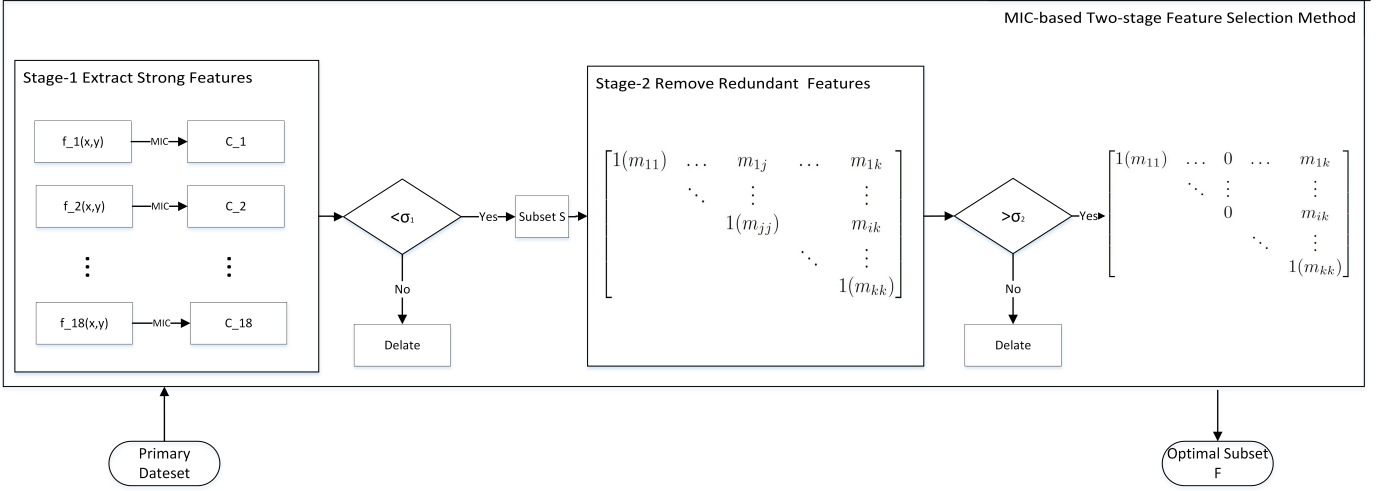 MIC-based Two-stage Feature Selection Method
Stage-1 Extract Strong Features
f_1(x,y) MIC C_1
f_2(x,y) MIC C_2
⋮ ⋮
f_18(x,y) MIC C_18
<σ₁
Yes
No
Delate
Subset S
Stage-2 Remove Redundant Features
1(m₁₁) … m₁ⱼ … m₁ₖ
⋱ ⋮ ⋮
1(mⱼⱼ) mᵢₖ
⋱ ⋮
1(mₖₖ)
>σ₂
Yes
No
Delate
1(m₁₁) … 0 … m₁ₖ
⋱ ⋮ ⋮
0 mᵢₖ
⋱ ⋮
1(mₖₖ)
Primary
Dateset
Optimal Subset
F